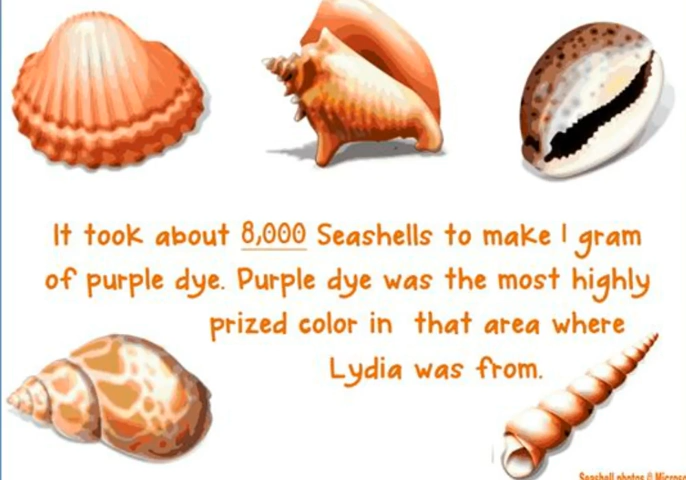 It took about 8,000 Seashells to make 1 gram
of purple dye. Purple dye was the most highly
prized color in that area where
Lydia was from.
Seashell photos ©